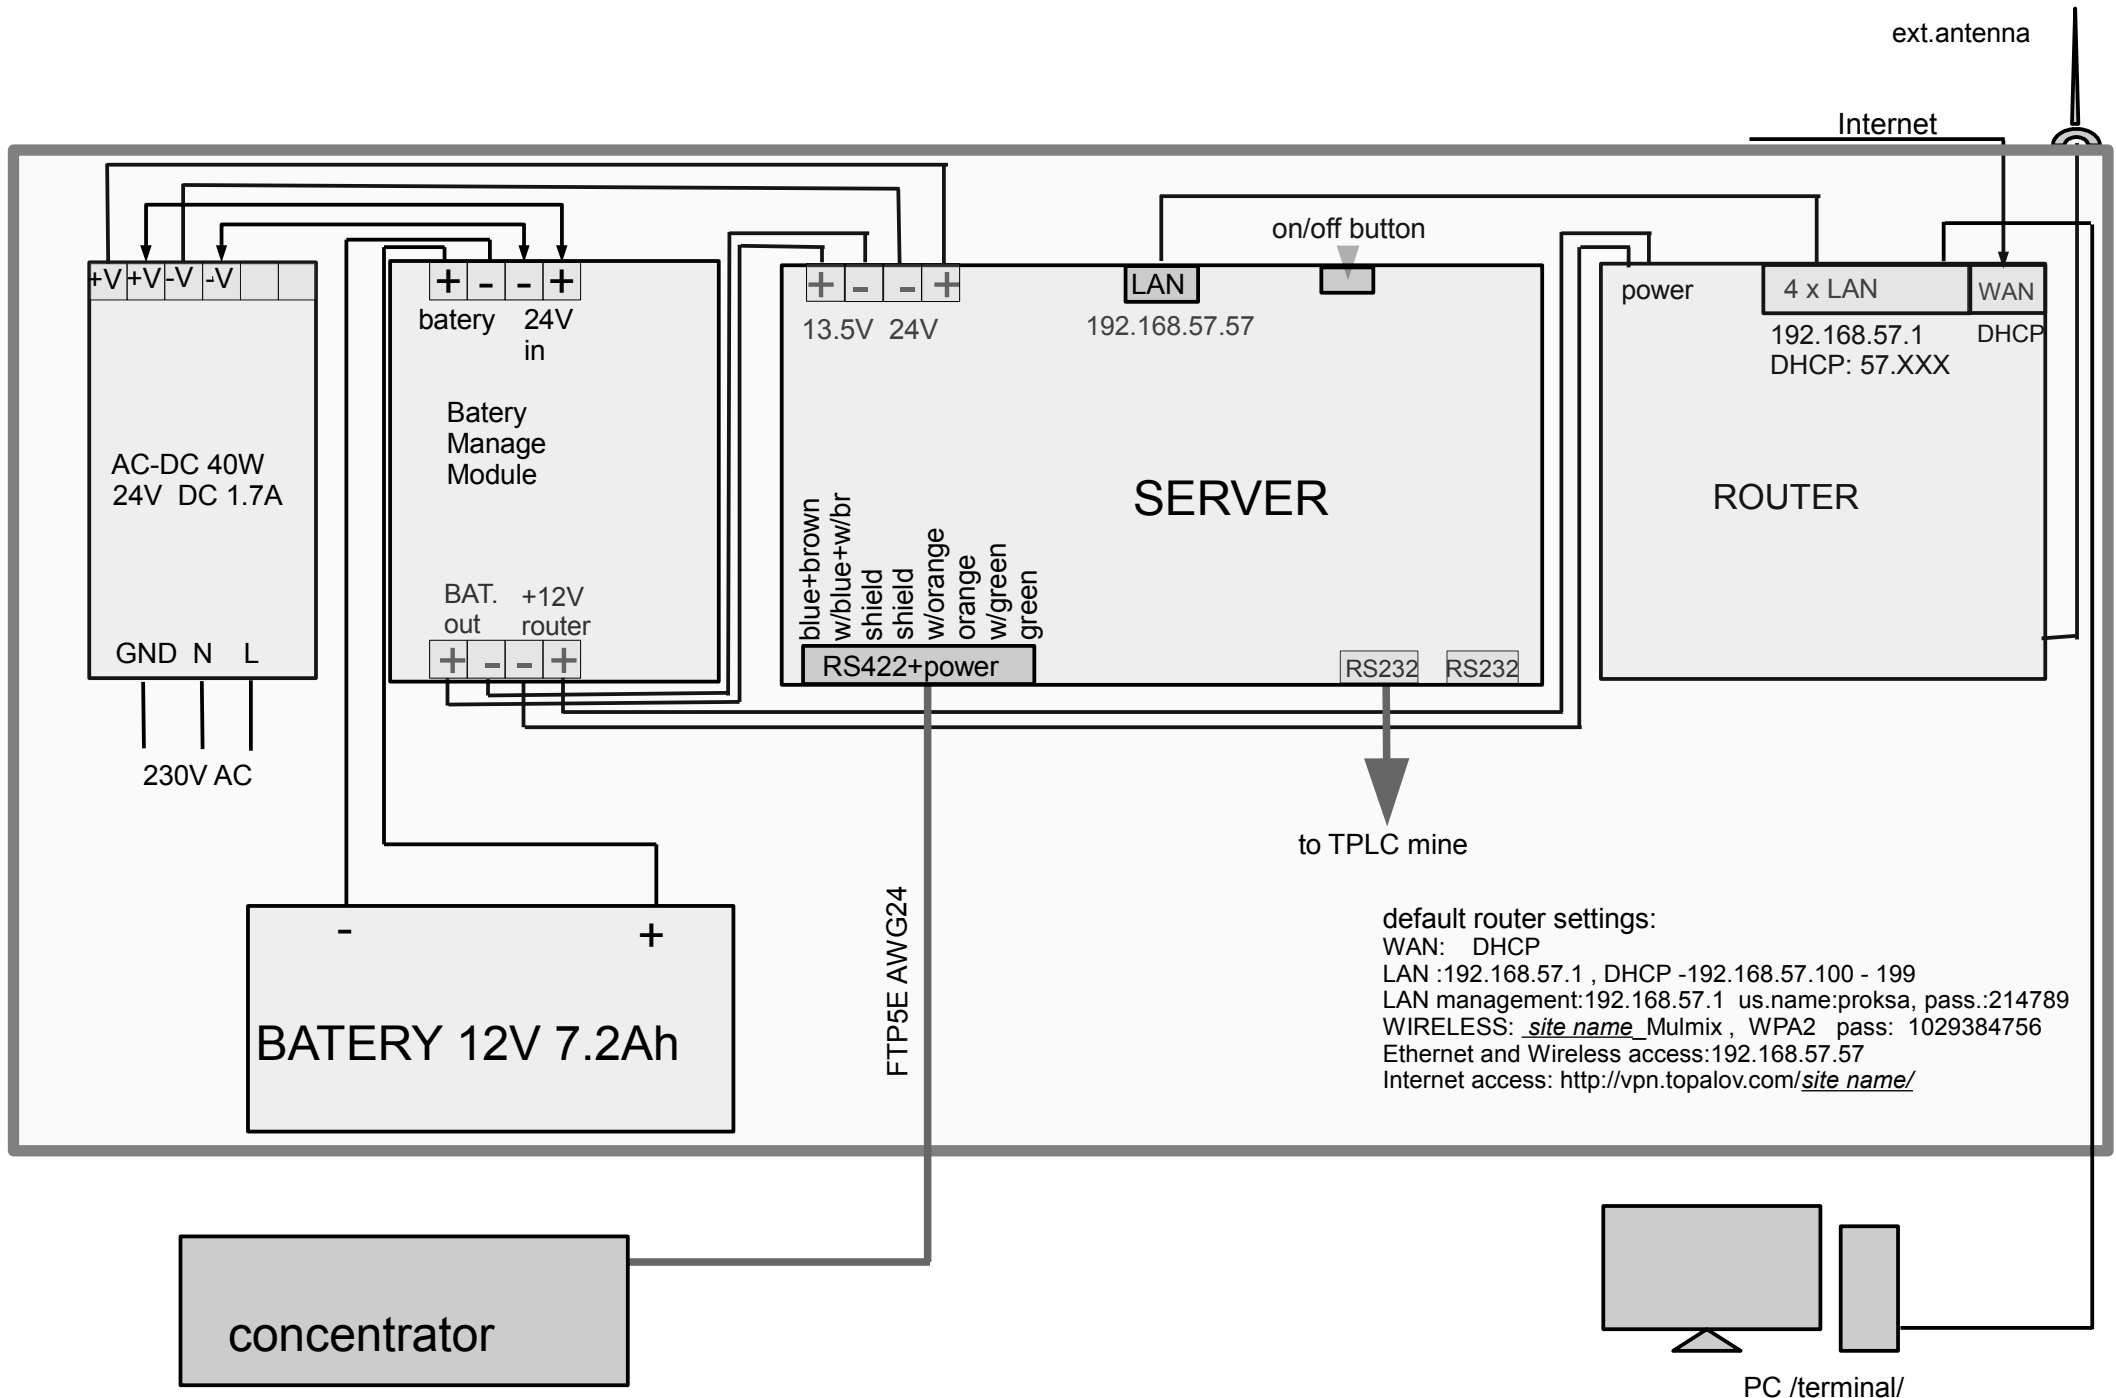 ext.antenna
Internet
on/off button
+V +V -V -V
+ - - +
batery 24V
in
Batery
Manage
Module
BAT. +12V
out router
+ - - +
AC-DC 40W
24V DC 1.7A
GND N L
230V AC
+ - - +
13.5V 24V
LAN
192.168.57.57
SERVER
blue+brown
w/blue+w/br
shield
shield
w/orange
orange
w/green
green
RS422+power
RS232 RS232
power
4 x LAN
WAN
192.168.57.1
DHCP: 57.XXX
DHCP
ROUTER
to TPLC mine
- +
BATERY 12V 7.2Ah
FTP5E AWG24
default router settings:
WAN: DHCP
LAN :192.168.57.1 , DHCP -192.168.57.100 - 199
LAN management:192.168.57.1 us.name:proksa, pass.:214789
WIRELESS: _site name_Mulmix , WPA2 pass: 1029384756
Ethernet and Wireless access:192.168.57.57
Internet access: http://vpn.topalov.com/site name/
concentrator
PC /terminal/